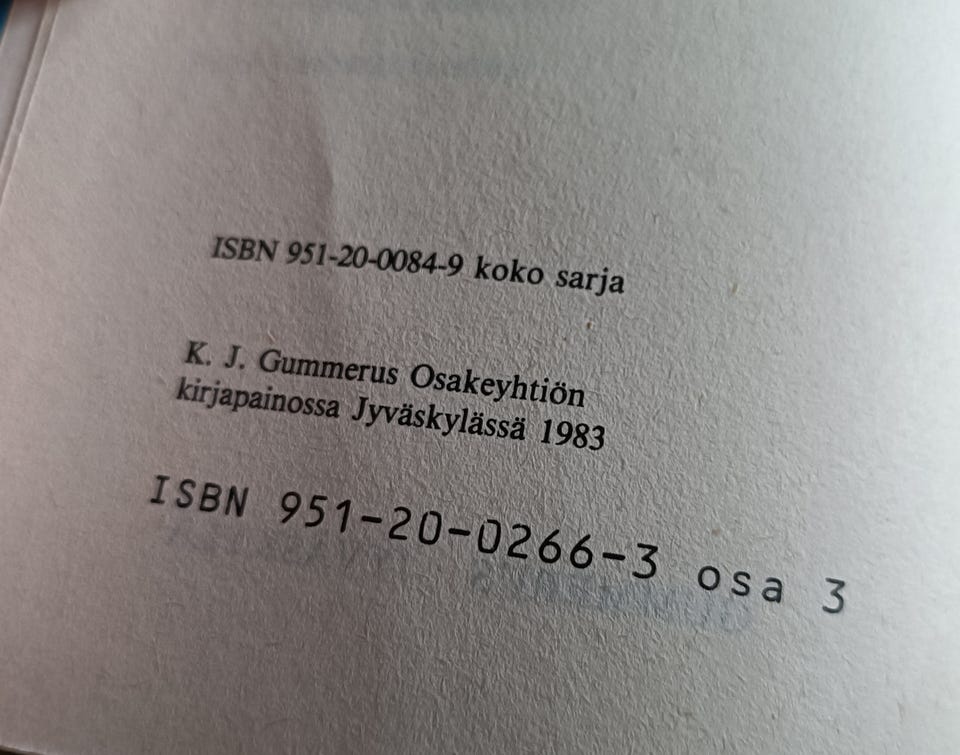 ISBN 951-20-0084-9 koko sarja
K. J. Gummerus Osakeyhtiön
kirjapainossa Jyväskylässä 1983
ISBN 951-20-0266-3 osa 3